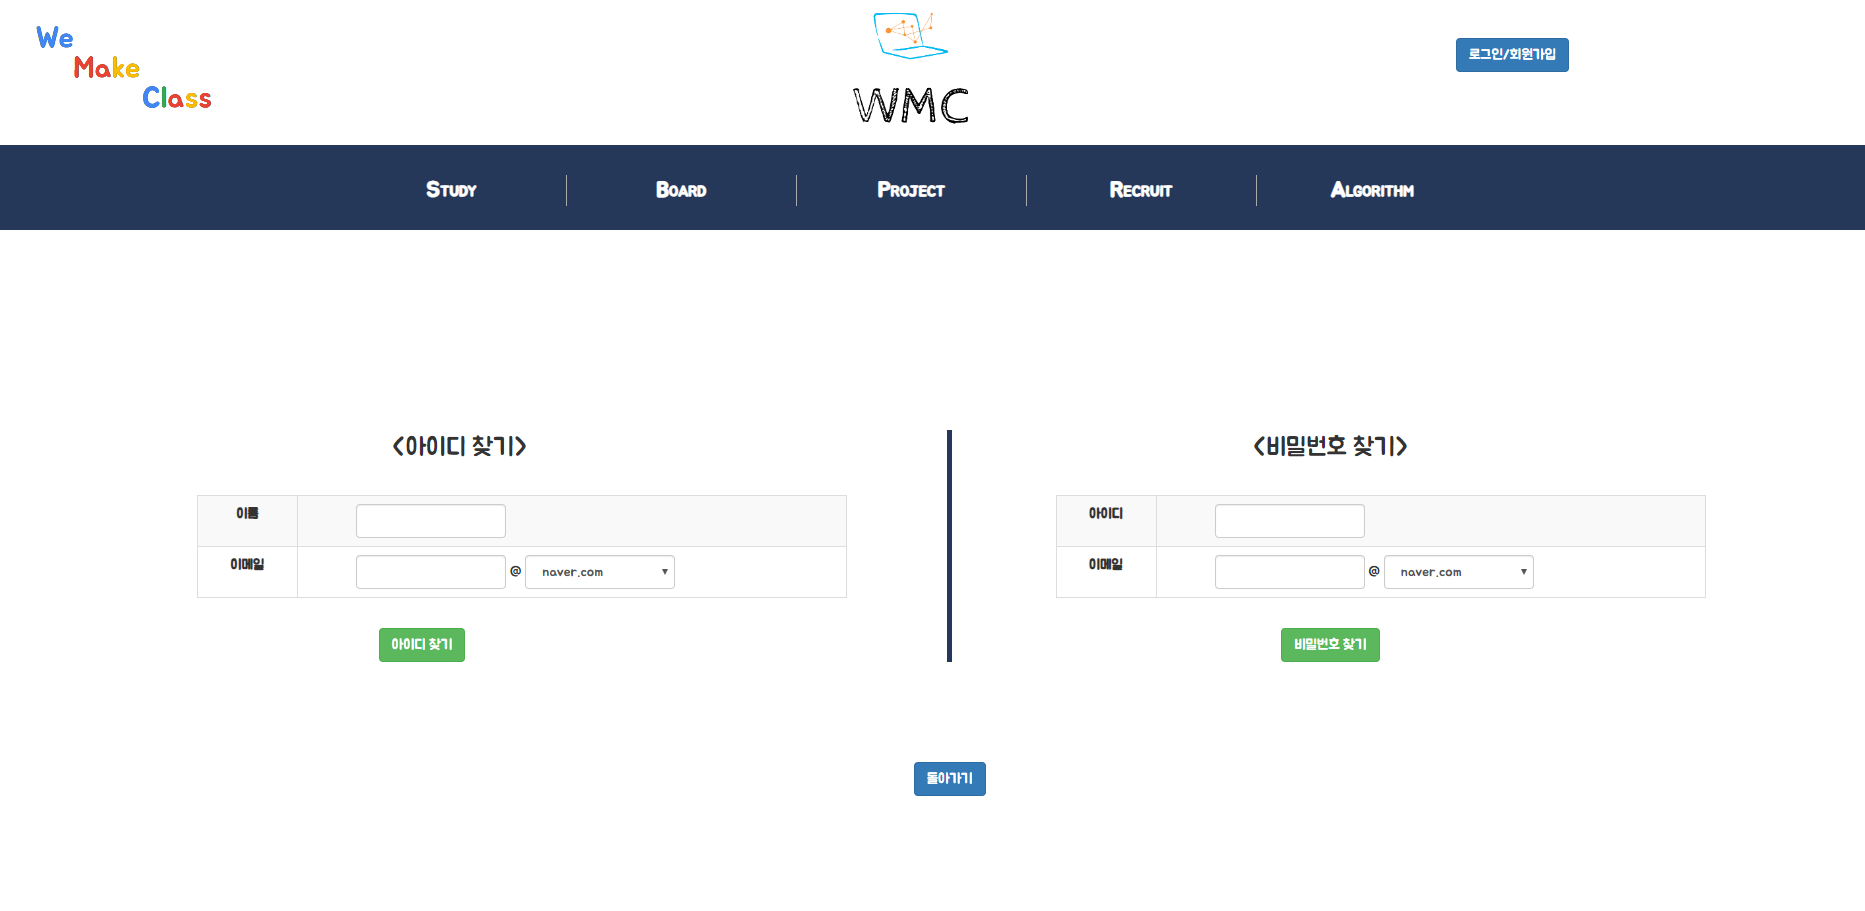 We
Make
Class
WMC
로그인/회원가입
Study
Board
Project
Recruit
Algorithm
<아이디 찾기>
이름
이메일
@
naver.com
아이디 찾기
<비밀번호 찾기>
아이디
이메일
@
naver.com
비밀번호 찾기
돌아가기